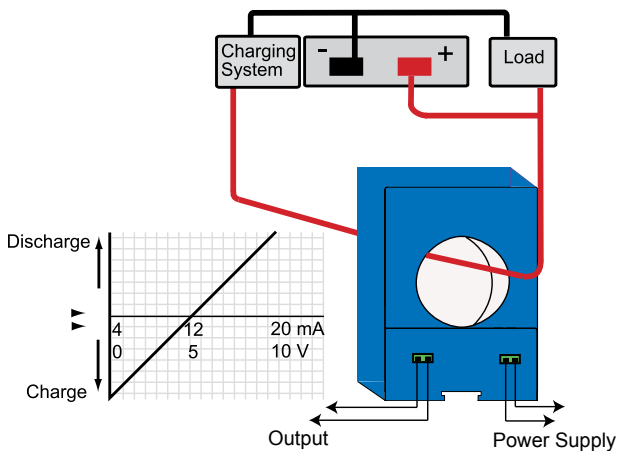 Charging
System
-
+
Load
Discharge
4 12 20 mA
0 5 10 V
Charge
Output
Power Supply